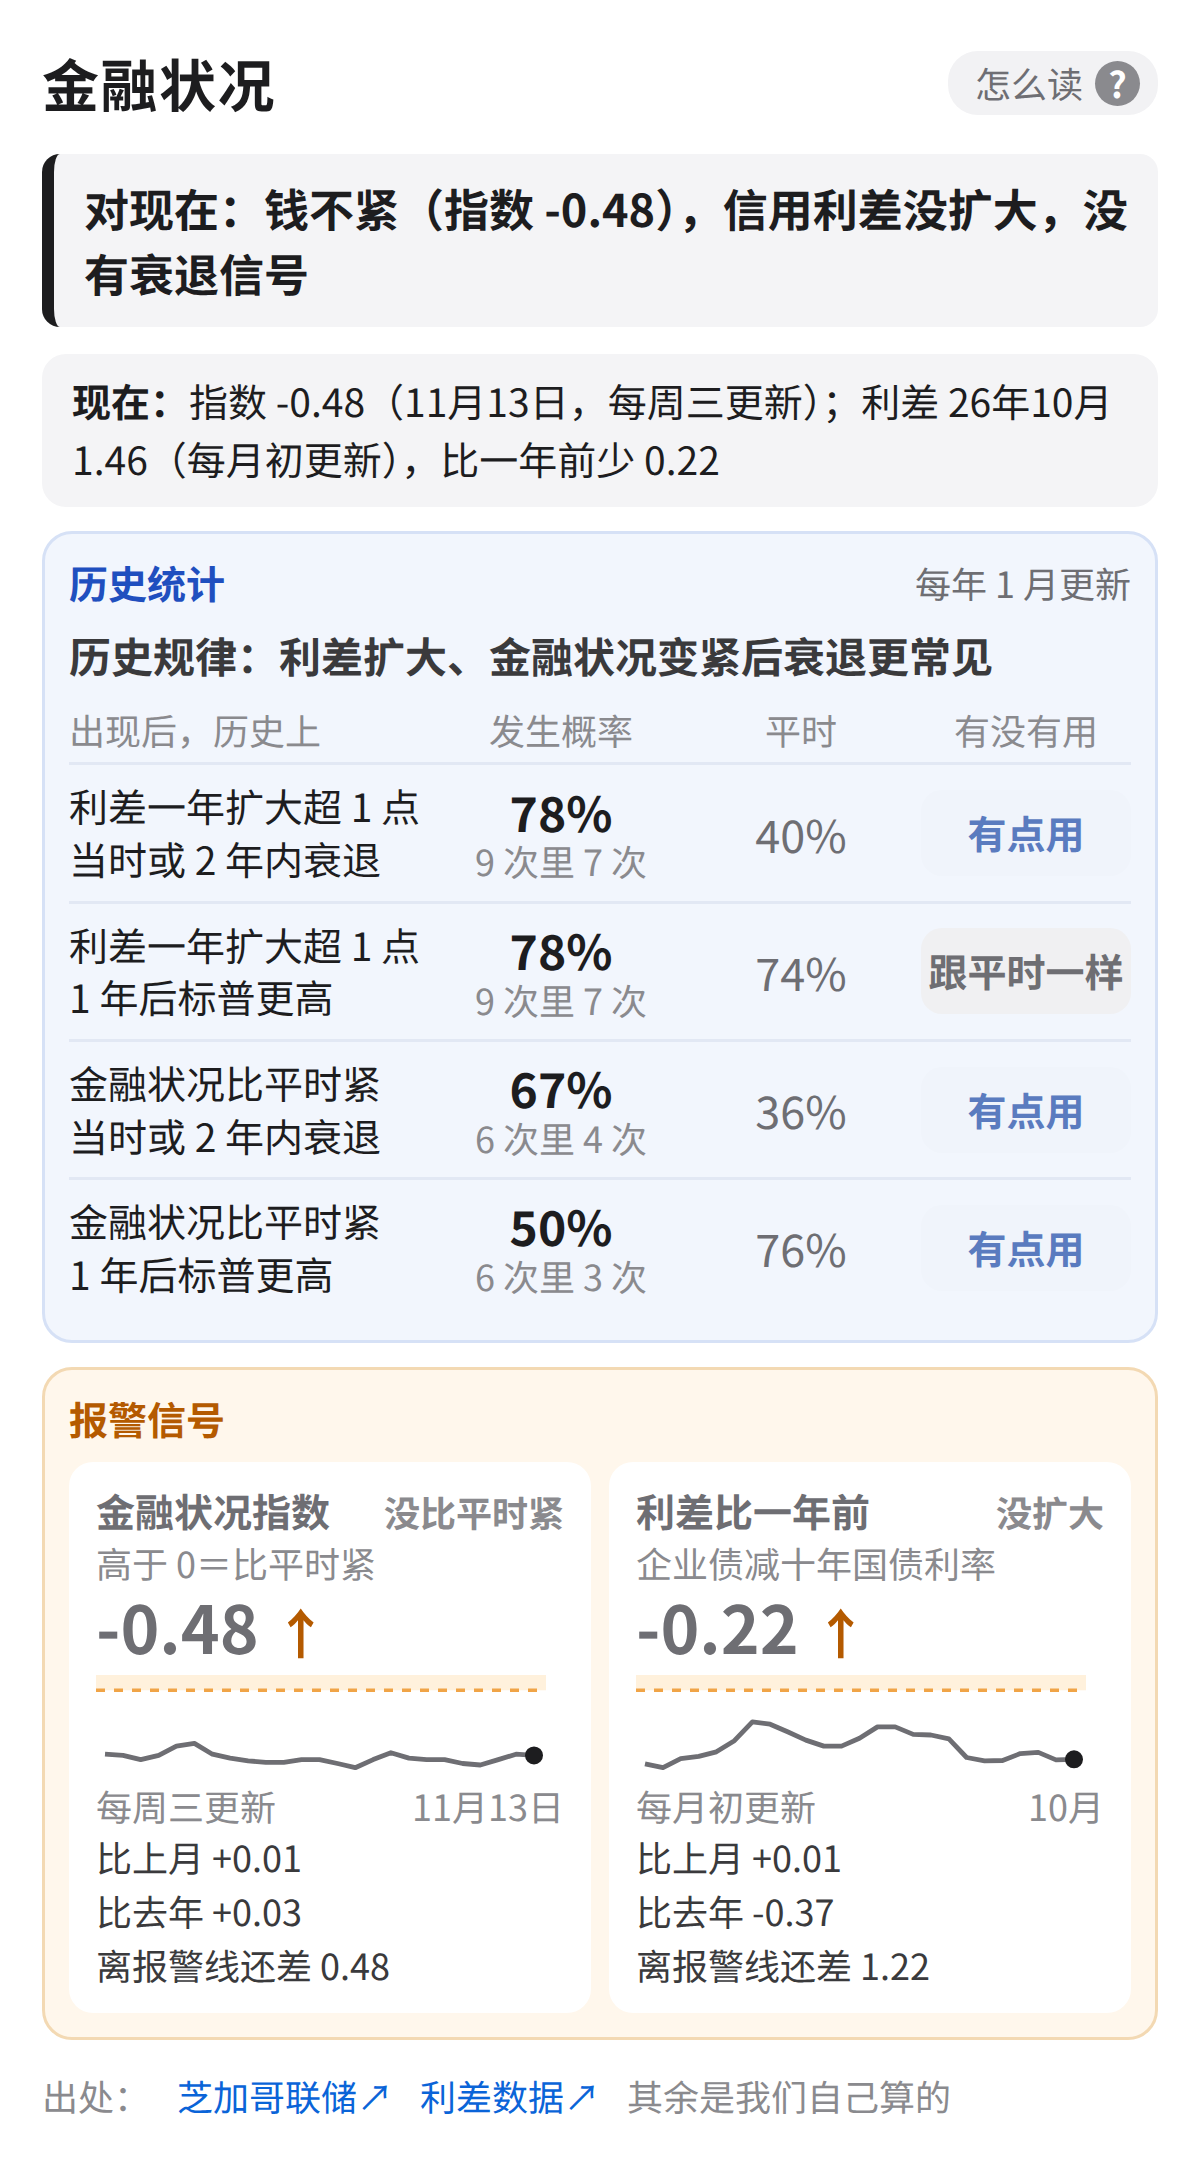 金融状况
怎么读 ?
对现在：钱不紧（指数 -0.48），信用利差没扩大，没
有衰退信号
现在：指数 -0.48（11月13日，每周三更新）；利差 26年10月
1.46（每月初更新），比一年前少 0.22
历史统计 每年 1 月更新
历史规律：利差扩大、金融状况变紧后衰退更常见
出现后，历史上 发生概率 平时 有没有用
利差一年扩大超 1 点
当时或 2 年内衰退
78%
9 次里 7 次
40%
有点用
利差一年扩大超 1 点
1 年后标普更高
78%
9 次里 7 次
74%
跟平时一样
金融状况比平时紧
当时或 2 年内衰退
67%
6 次里 4 次
36%
有点用
金融状况比平时紧
1 年后标普更高
50%
6 次里 3 次
76%
有点用
报警信号
金融状况指数 没比平时紧
高于 0＝比平时紧
-0.48 ↑
每周三更新 11月13日
比上月 +0.01
比去年 +0.03
离报警线还差 0.48
利差比一年前 没扩大
企业债减十年国债利率
-0.22 ↑
每月初更新 10月
比上月 +0.01
比去年 -0.37
离报警线还差 1.22
出处： 芝加哥联储↗ 利差数据↗ 其余是我们自己算的